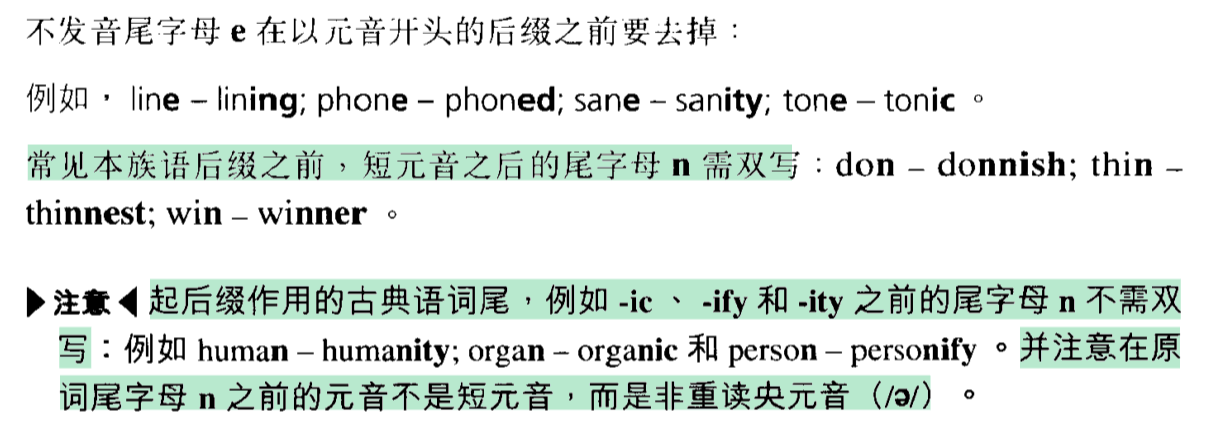 不发音尾字母 e 在以元音开头的后缀之前要去掉：
例如，line – lining; phone – phoned; sane – sanity; tone – tonic。
常见本族语后缀之前，短元音之后的尾字母 n 需双写：don – donnish; thin –
thinnest; win – winner。
▶注意◀ 起后缀作用的古典语词尾，例如 -ic、-ify 和 -ity 之前的尾字母 n 不需双
写：例如 human – humanity; organ – organic 和 person – personify。并注意在原
词尾字母 n 之前的元音不是短元音，而是非重读央元音（/ə/）。